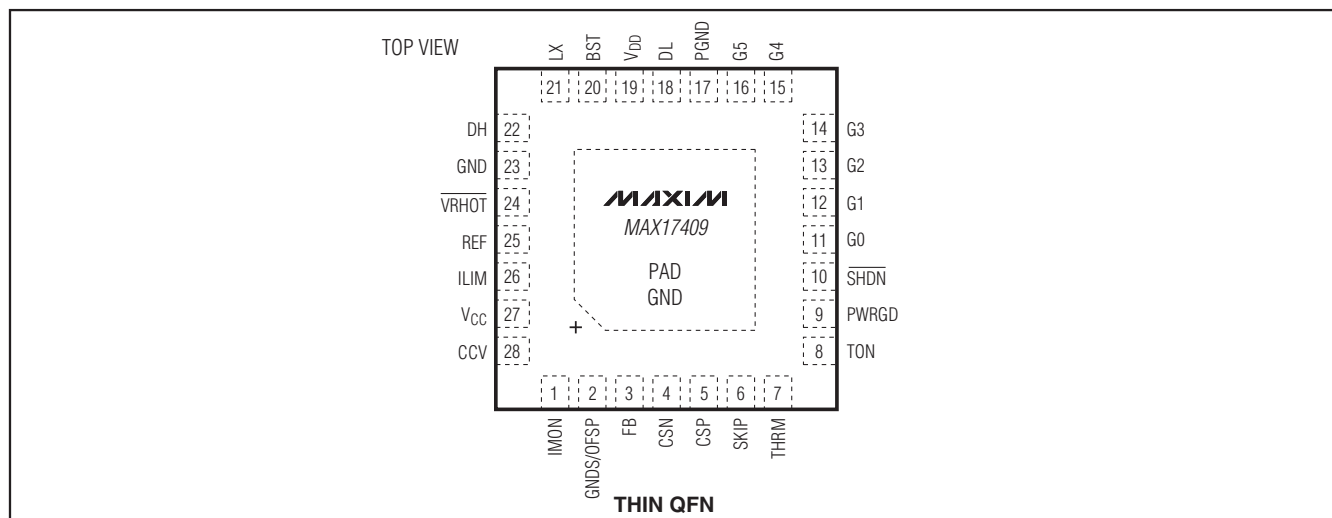 TOP VIEW
LX
BST
VDD
DL
PGND
G5
G4
21 20 19 18 17 16 15
DH 22
GND 23
VRHOT 24
REF 25
ILIM 26
VCC 27
CCV 28
14 G3
13 G2
12 G1
11 G0
10 SHDN
9 PWRGD
8 TON
MAXIM
MAX17409
PAD
GND
+
1 2 3 4 5 6 7
IMON
GNDS/OFSP
FB
CSN
CSP
SKIP
THRM
THIN QFN